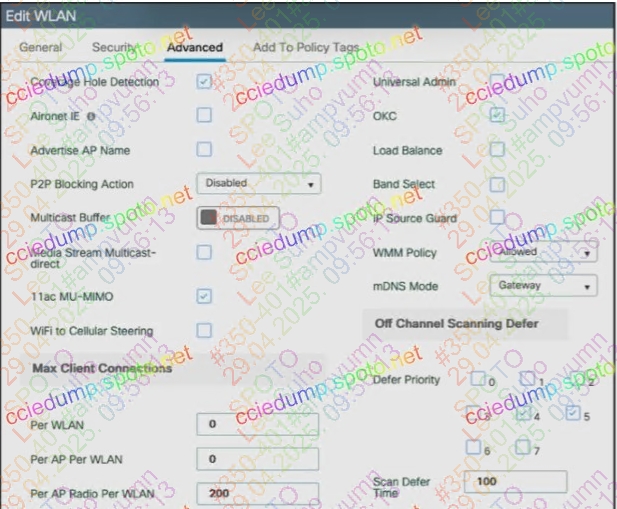 Edit WLAN
General Security Advanced Add To Policy Tags
Coverage Hole Detection
Universal Admin
Aironet IE
OKC
Advertise AP Name
Load Balance
P2P Blocking Action Disabled
Band Select
Multicast Buffer DISABLED
IP Source Guard
Media Stream Multicast-
direct
WMM Policy Allowed
11ac MU-MIMO
mDNS Mode Gateway
WiFi to Cellular Steering
Off Channel Scanning Defer
Max Client Connections
Defer Priority 0 1 2
3 4 5
6 7
Per WLAN 0
Per AP Per WLAN 0
Scan Defer
Time
100
Per AP Radio Per WLAN 200
cciedump.spoto.net
SPOTO
Lee Suho
#350-401#ampvumn
29.04.2025. 09:56:13